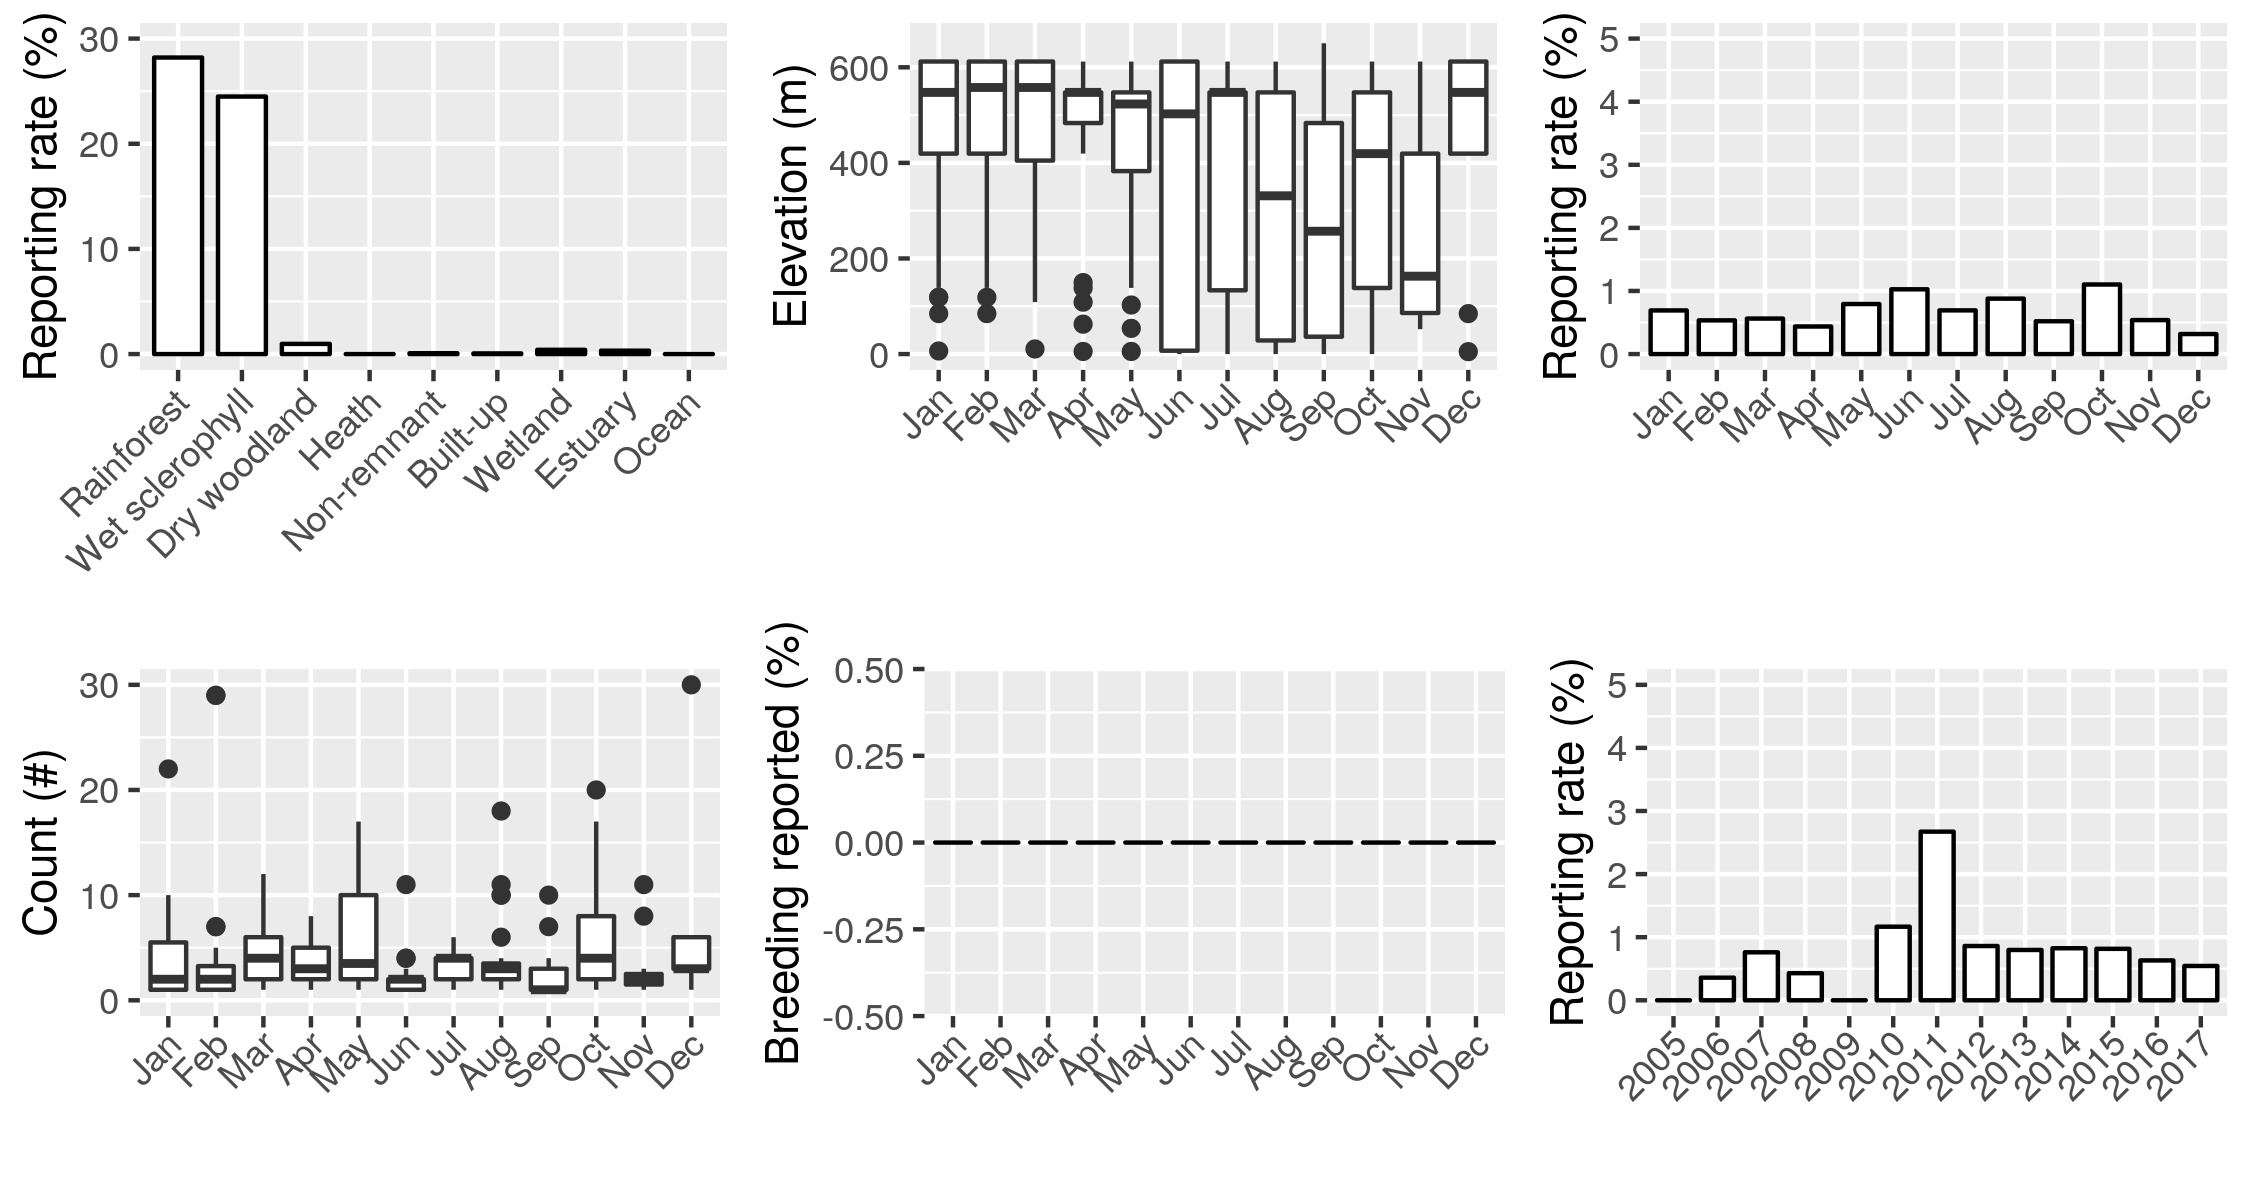 Reporting rate (%)
30
20
10
0
Rainforest
Wet sclerophyll
Dry woodland
Heath
Non-remnant
Built-up
Wetland
Estuary
Ocean
Elevation (m)
600
400
200
0
Jan
Feb
Mar
Apr
May
Jun
Jul
Aug
Sep
Oct
Nov
Dec
Reporting rate (%)
5
4
3
2
1
0
Jan
Feb
Mar
Apr
May
Jun
Jul
Aug
Sep
Oct
Nov
Dec
Count (#)
30
20
10
0
Jan
Feb
Mar
Apr
May
Jun
Jul
Aug
Sep
Oct
Nov
Dec
Breeding reported (%)
0.50
0.25
0.00
-0.25
-0.50
Jan
Feb
Mar
Apr
May
Jun
Jul
Aug
Sep
Oct
Nov
Dec
Reporting rate (%)
5
4
3
2
1
0
2005
2006
2007
2008
2009
2010
2011
2012
2013
2014
2015
2016
2017